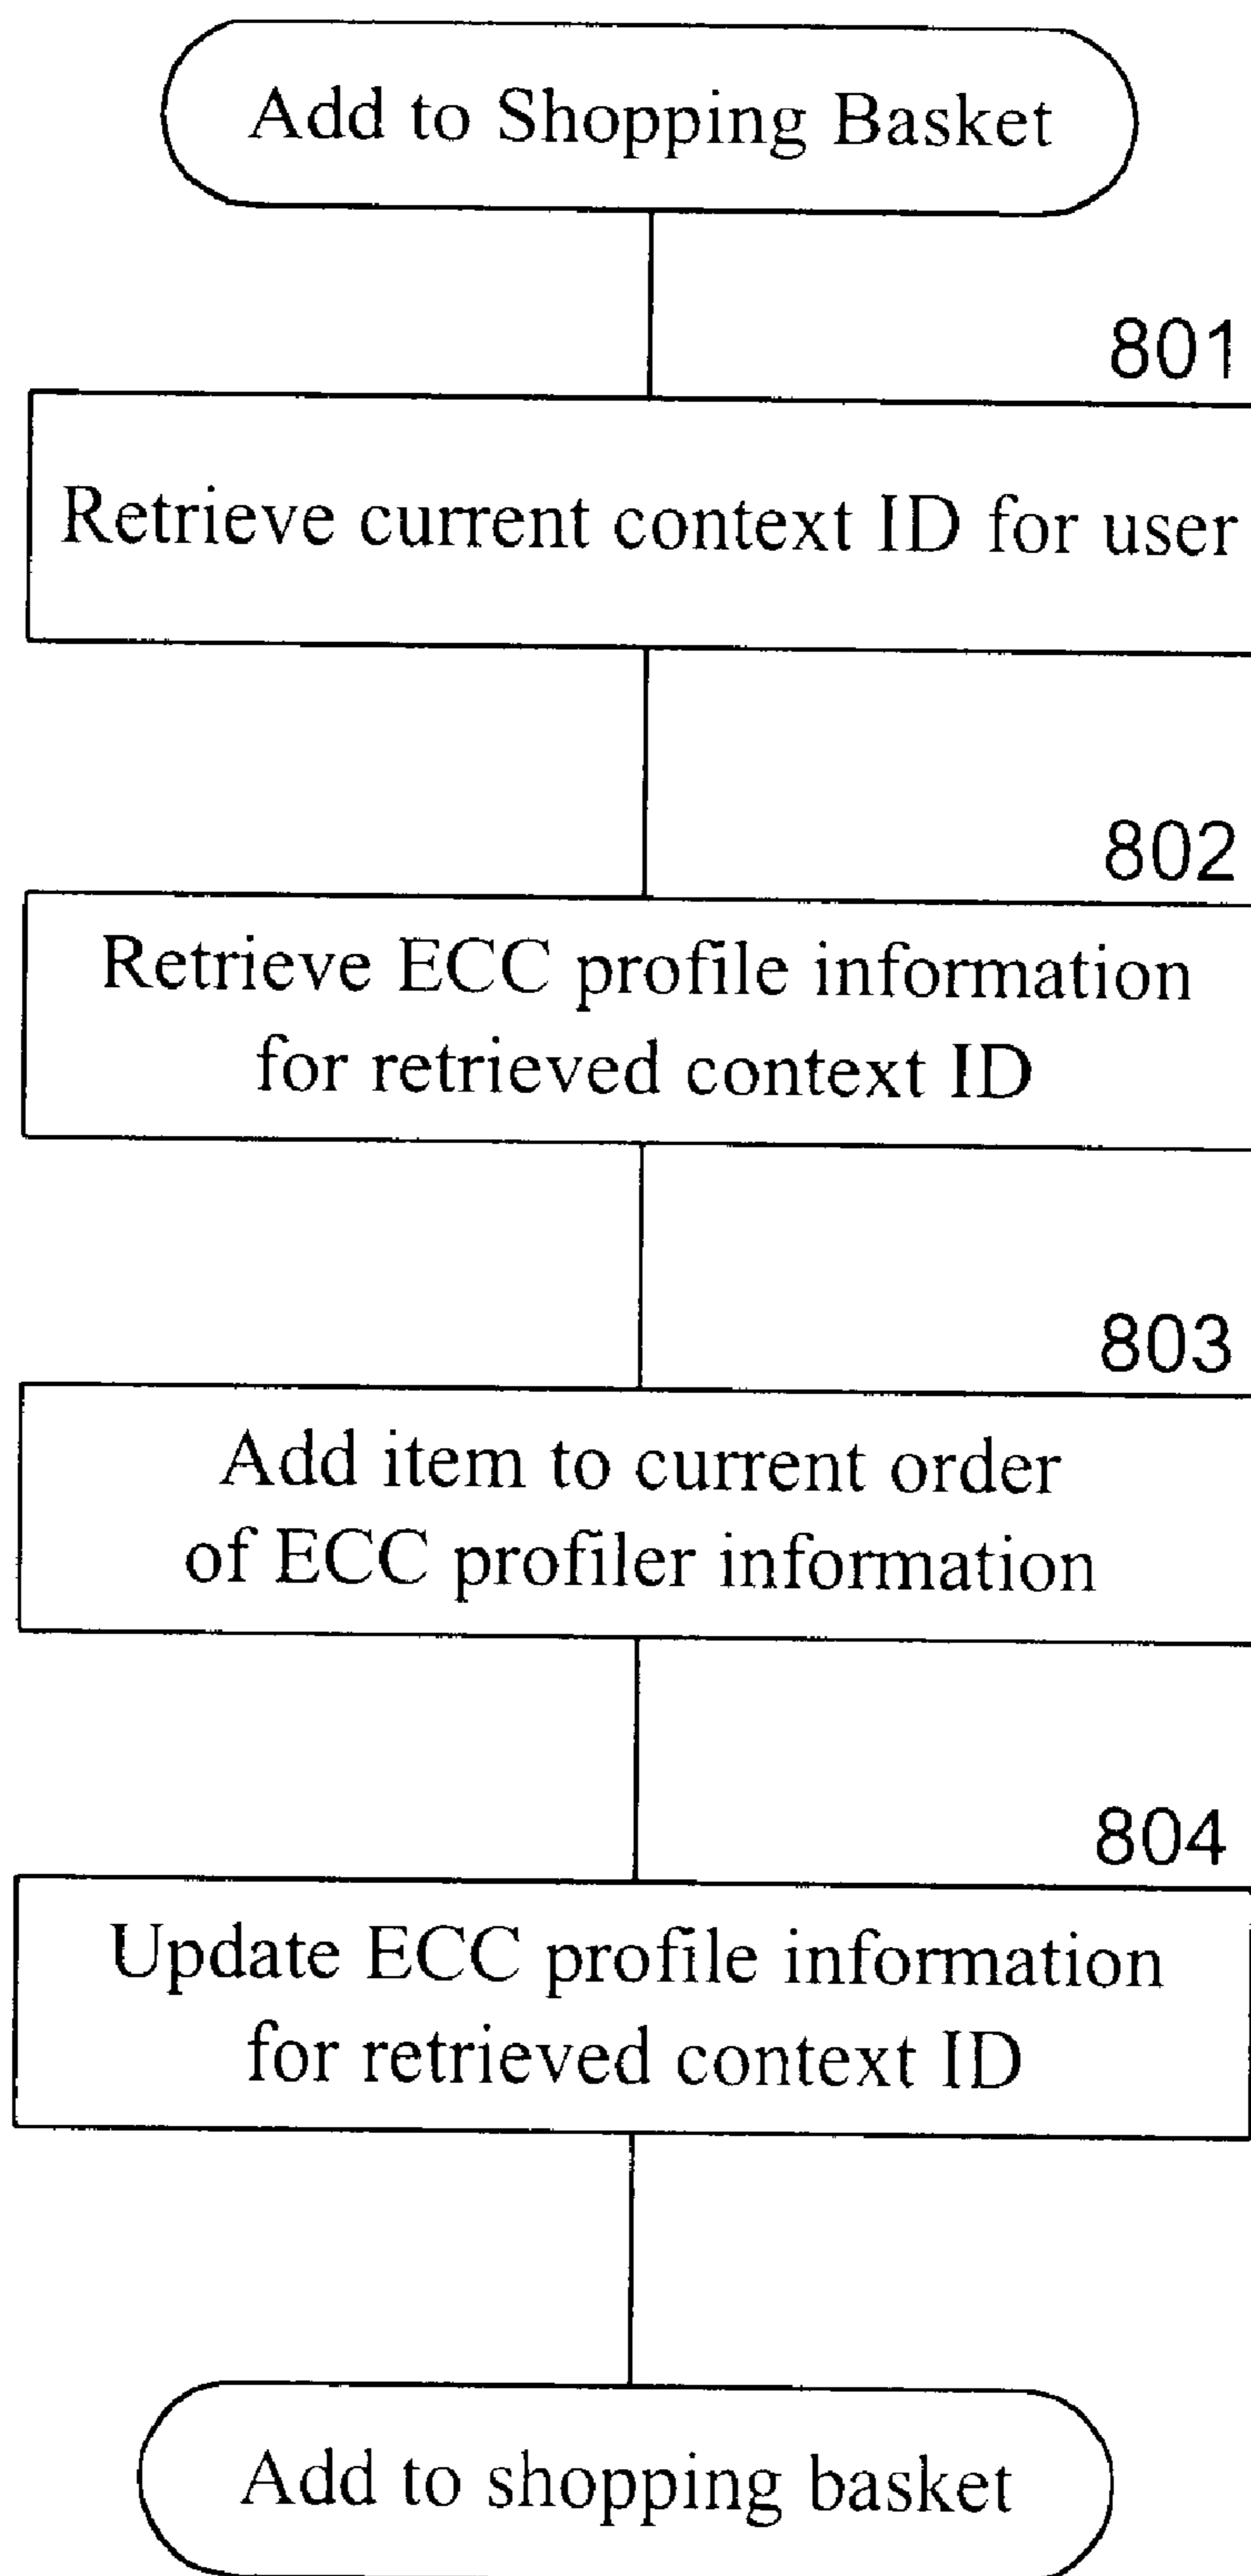 Add to Shopping Basket
801
Retrieve current context ID for user
802
Retrieve ECC profile information
for retrieved context ID
803
Add item to current order
of ECC profiler information
804
Update ECC profile information
for retrieved context ID
Add to shopping basket